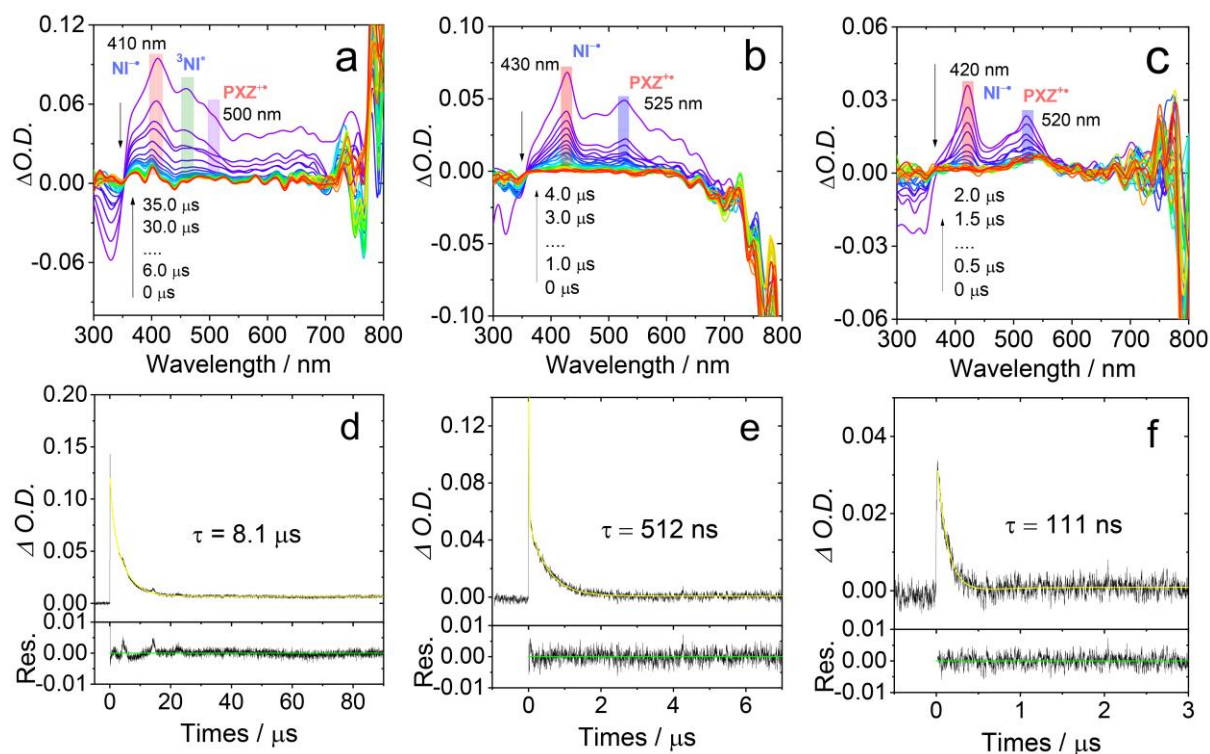 a
410 nm
NI⁻•
³NI*
PXZ⁺•
500 nm
35.0 μs
30.0 μs
....
6.0 μs
0 μs
0.12
0.06
0.00
-0.06
ΔO.D.
300 400 500 600 700 800
Wavelength / nm
b
430 nm
NI⁻•
PXZ⁺•
525 nm
4.0 μs
3.0 μs
....
1.0 μs
0 μs
0.10
0.05
0.00
-0.05
-0.10
ΔO.D.
300 400 500 600 700 800
Wavelength / nm
c
420 nm
NI⁻•
PXZ⁺•
520 nm
2.0 μs
1.5 μs
....
0.5 μs
0 μs
0.06
0.03
0.00
-0.03
-0.06
ΔO.D.
300 400 500 600 700 800
Wavelength / nm
d
τ = 8.1 μs
0.20
0.15
0.10
0.05
0.00
Δ O.D.
0.01
0.00
-0.01
Res.
0 20 40 60 80
Times / μs
e
τ = 512 ns
0.12
0.08
0.04
0.00
Δ O.D.
0.01
0.00
-0.01
Res.
0 2 4 6
Times / μs
f
τ = 111 ns
0.04
0.02
0.00
Δ O.D.
0.01
0.00
-0.01
Res.
0 1 2 3
Times / μs